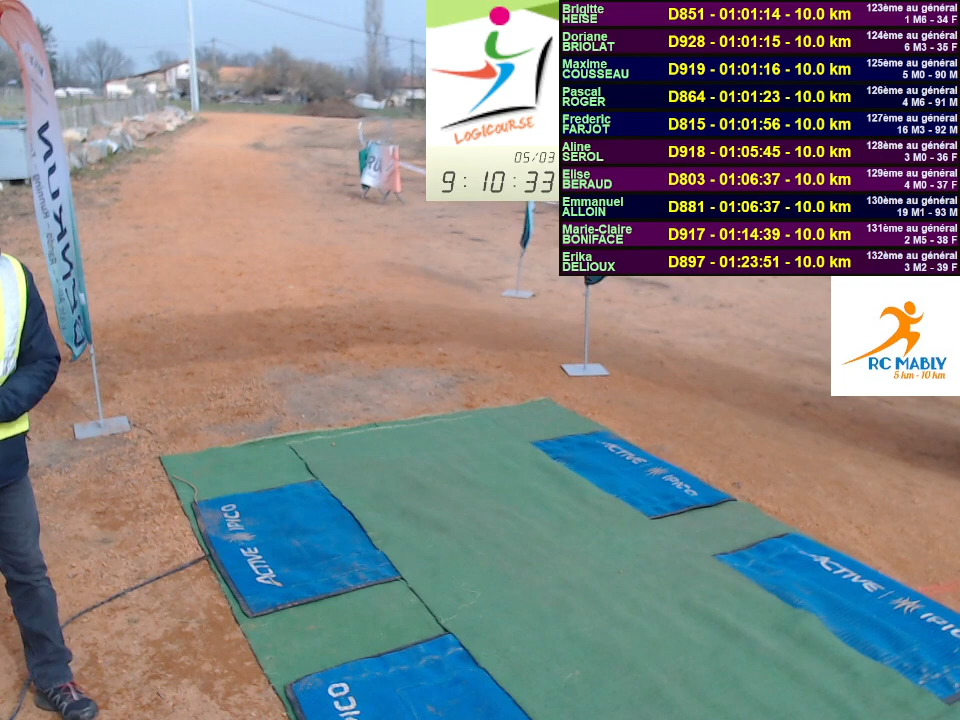 Brigitte
HEISE
D851 - 01:01:14 - 10.0 km
123ème au général
1 M6 - 34 F
Doriane
BRIOLAT
D928 - 01:01:15 - 10.0 km
124ème au général
6 M3 - 35 F
Maxime
COUSSEAU
D919 - 01:01:16 - 10.0 km
125ème au général
5 M0 - 90 M
Pascal
ROGER
D864 - 01:01:23 - 10.0 km
126ème au général
4 M6 - 91 M
Frederic
FARJOT
D815 - 01:01:56 - 10.0 km
127ème au général
16 M3 - 92 M
Aline
SEROL
D918 - 01:05:45 - 10.0 km
128ème au général
3 M0 - 36 F
Elise
BERAUD
D803 - 01:06:37 - 10.0 km
129ème au général
4 M0 - 37 F
Emmanuel
ALLOIN
D881 - 01:06:37 - 10.0 km
130ème au général
19 M1 - 93 M
Marie-Claire
BONIFACE
D917 - 01:14:39 - 10.0 km
131ème au général
2 M5 - 38 F
Erika
DELIOUX
D897 - 01:23:51 - 10.0 km
132ème au général
3 M2 - 39 F
LOGICOURSE
05/03
9:10:33
RC MABLY
5 km - 10 km
Running
ACTIVE IPICO
ACTIVE IPICO
ACTIVE IPICO
IPICO